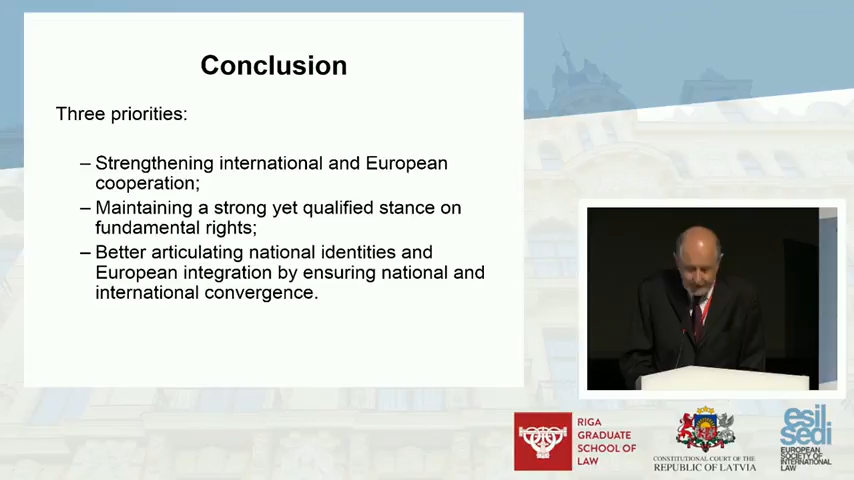 Conclusion
Three priorities:
– Strengthening international and European
cooperation;
– Maintaining a strong yet qualified stance on
fundamental rights;
– Better articulating national identities and
European integration by ensuring national and
international convergence.
RIGA
GRADUATE
SCHOOL OF
LAW
CONSTITUTIONAL COURT OF THE
REPUBLIC OF LATVIA
esil
sedi
EUROPEAN
SOCIETY OF
INTERNATIONAL
LAW